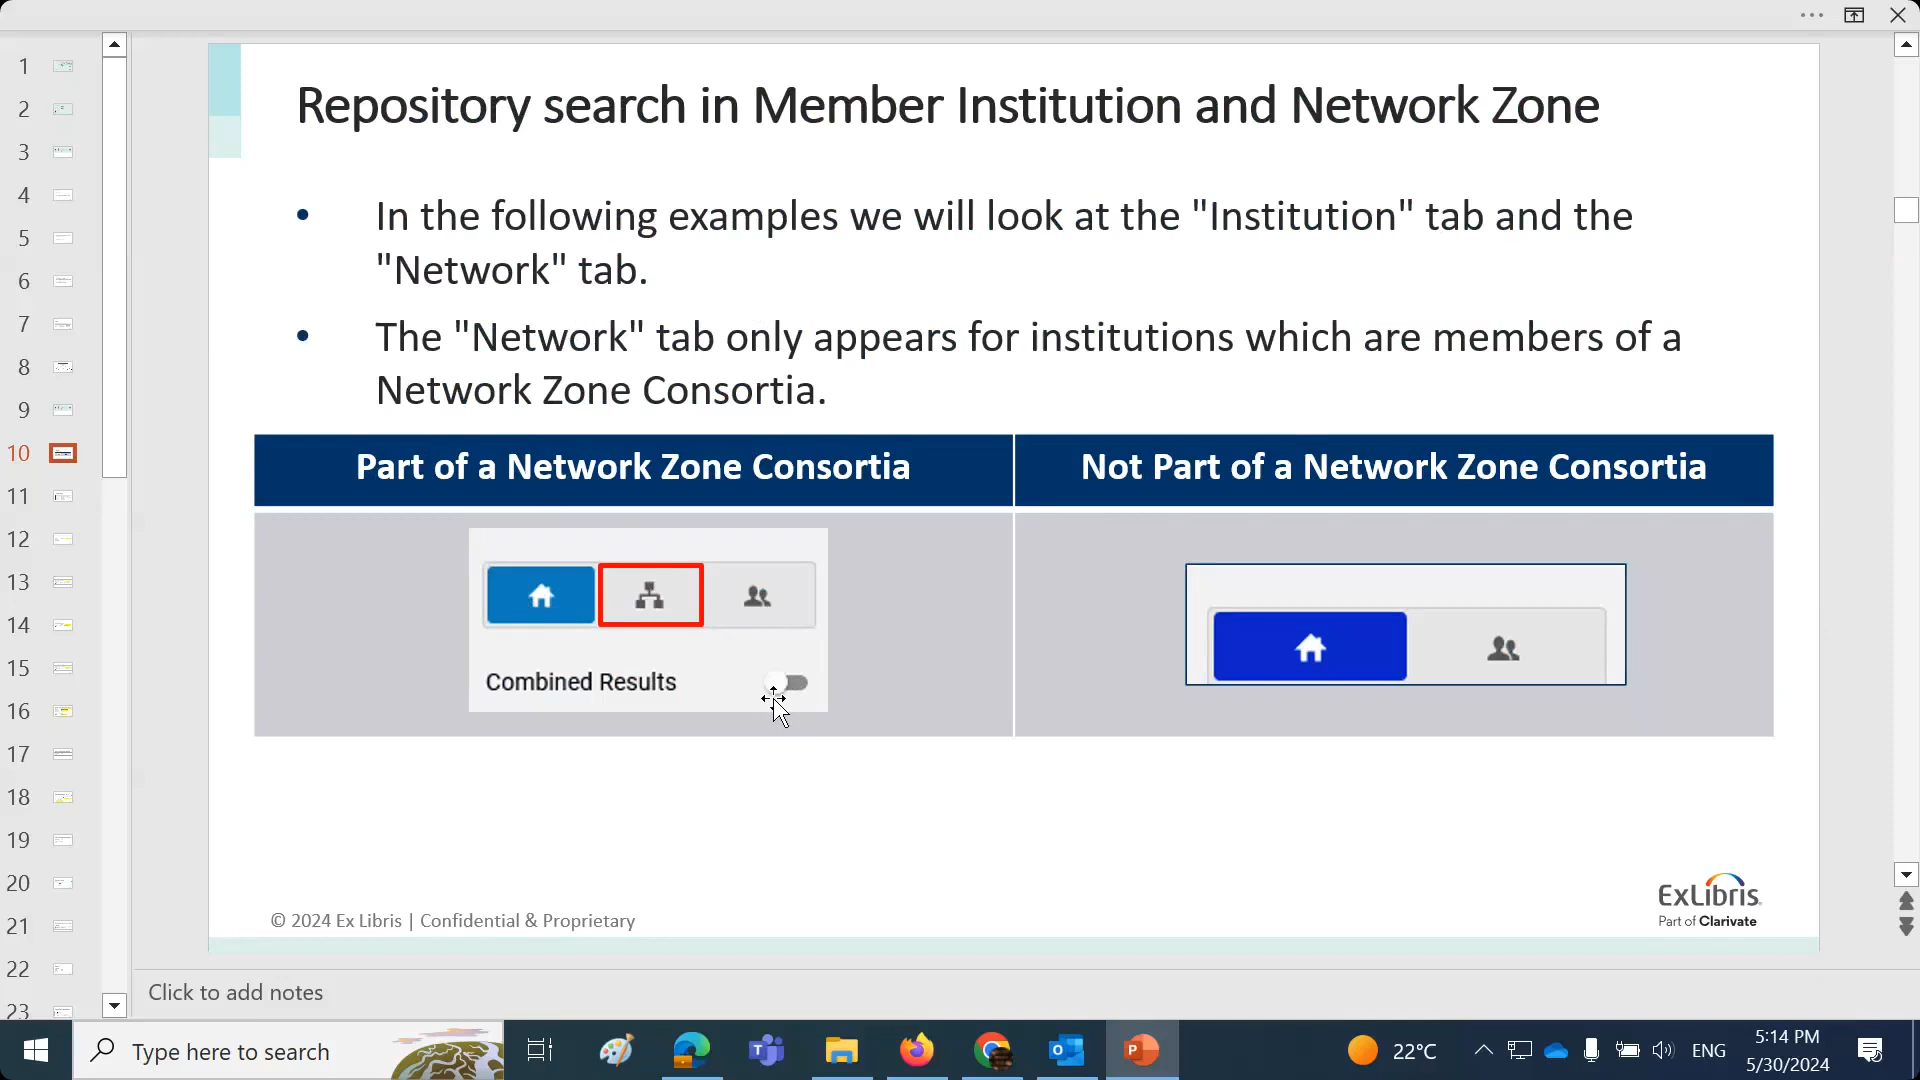 1
2
3
4
5
6
7
8
9
10
11
12
13
14
15
16
17
18
19
20
21
22
23
Repository search in Member Institution and Network Zone
• In the following examples we will look at the "Institution" tab and the
"Network" tab.
• The "Network" tab only appears for institutions which are members of a
Network Zone Consortia.
Part of a Network Zone Consortia
Not Part of a Network Zone Consortia
Combined Results
© 2024 Ex Libris | Confidential & Proprietary
ExLibris
Part of Clarivate
Click to add notes
Type here to search
22°C
ENG
5:14 PM
5/30/2024